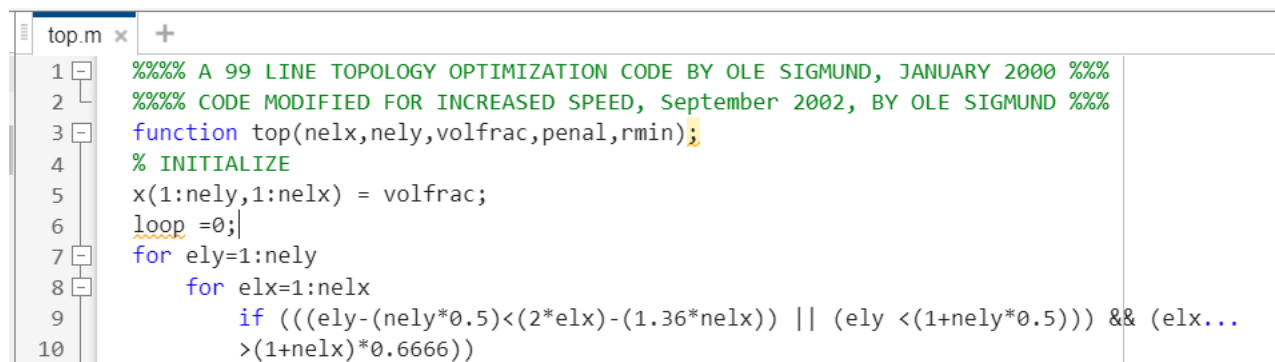 top.m × +
1 %%%% A 99 LINE TOPOLOGY OPTIMIZATION CODE BY OLE SIGMUND, JANUARY 2000 %%%
2 %%%% CODE MODIFIED FOR INCREASED SPEED, September 2002, BY OLE SIGMUND %%%
3 function top(nelx,nely,volfrac,penal,rmin);
4 % INITIALIZE
5 x(1:nely,1:nelx) = volfrac;
6 loop =0;
7 for ely=1:nely
8 for elx=1:nelx
9 if (((ely-(nely*0.5)<(2*elx)-(1.36*nelx)) || (ely <(1+nely*0.5))) && (elx...
10 >(1+nelx)*0.6666))